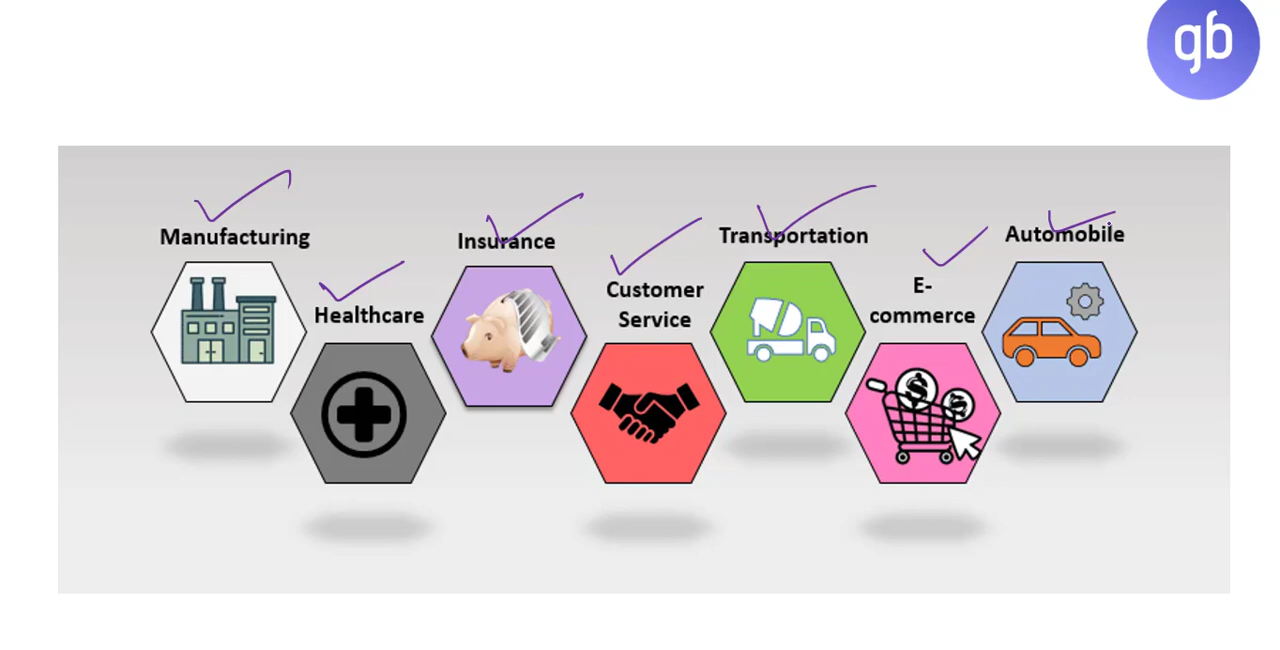 gb
Manufacturing
Healthcare
Insurance
Customer
Service
Transportation
E-
commerce
Automobile
$
$